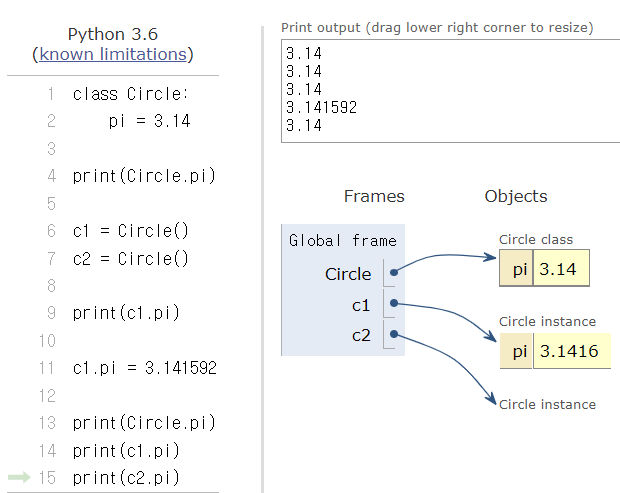 Python 3.6
(known limitations)
1 class Circle:
2     pi = 3.14
3
4 print(Circle.pi)
5
6 c1 = Circle()
7 c2 = Circle()
8
9 print(c1.pi)
10
11 c1.pi = 3.141592
12
13 print(Circle.pi)
14 print(c1.pi)
15 print(c2.pi)
Print output (drag lower right corner to resize)
3.14
3.14
3.14
3.141592
3.14
Frames Objects
Global frame
Circle
c1
c2
Circle class
pi 3.14
Circle instance
pi 3.1416
Circle instance